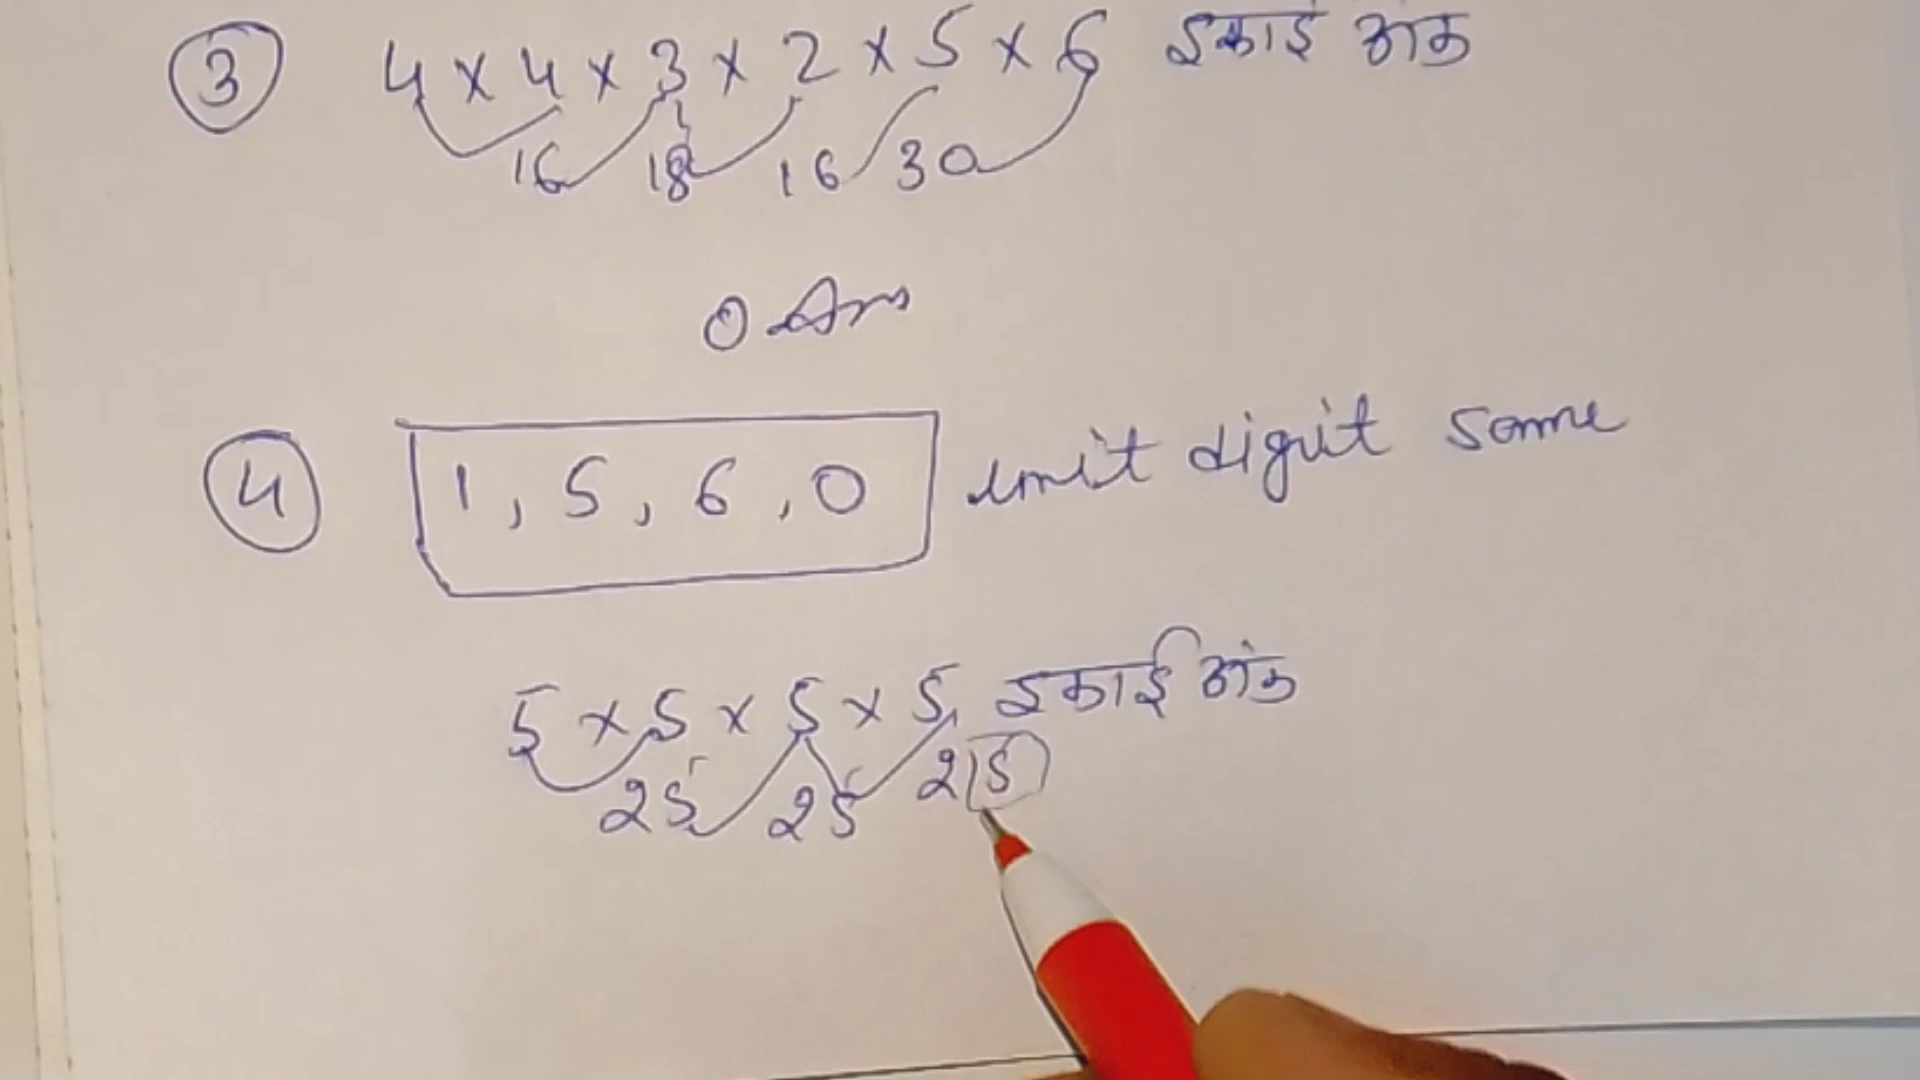 ③ 4 × 4 × 3 × 2 × 5 × 6 इकाई अंक
16 18 16 30
0 Ans
④ 1, 5, 6, 0 unit digit same
5 × 5 × 5 × 5 इकाई अंक
25 25 25